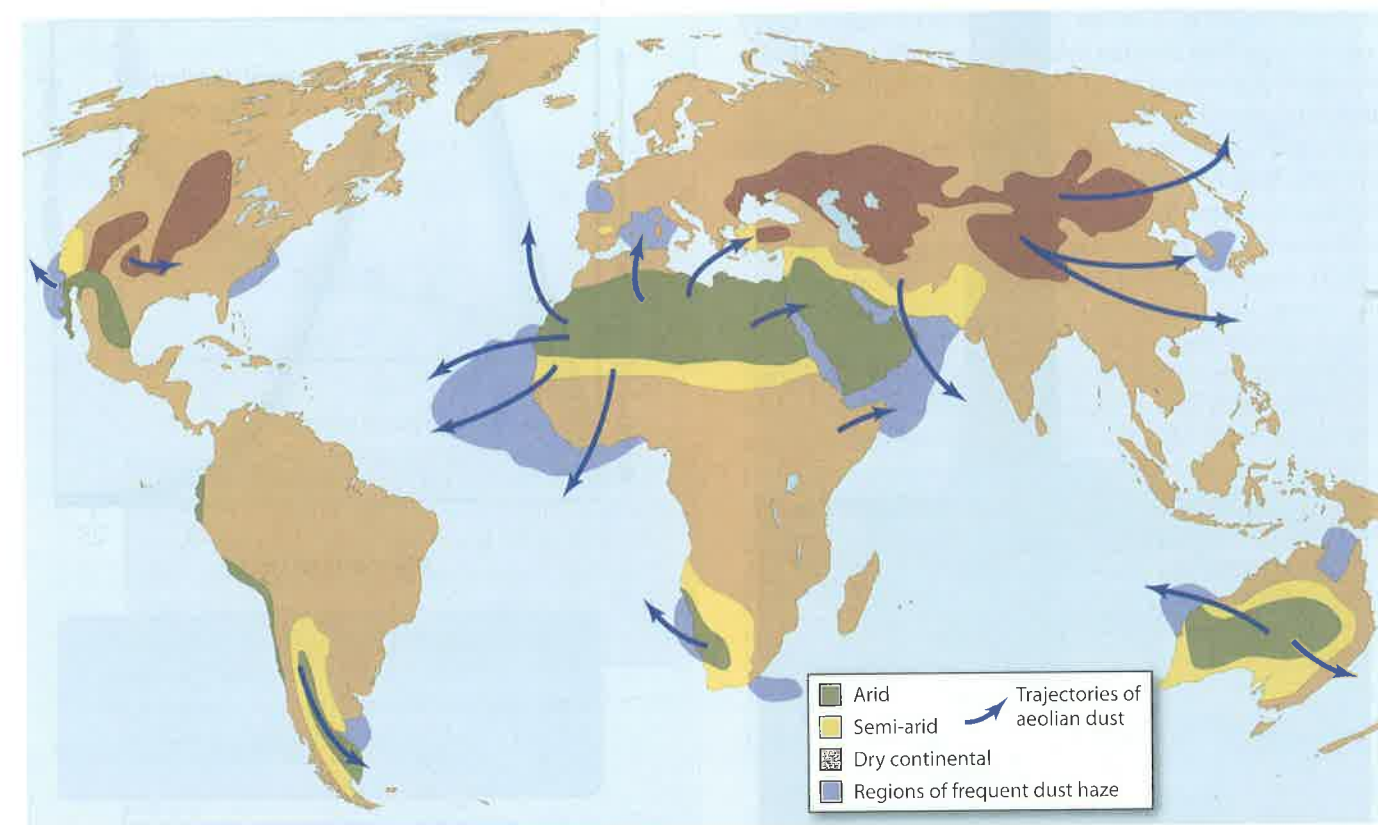 Arid
Semi-arid
Dry continental
Regions of frequent dust haze
Trajectories of
aeolian dust